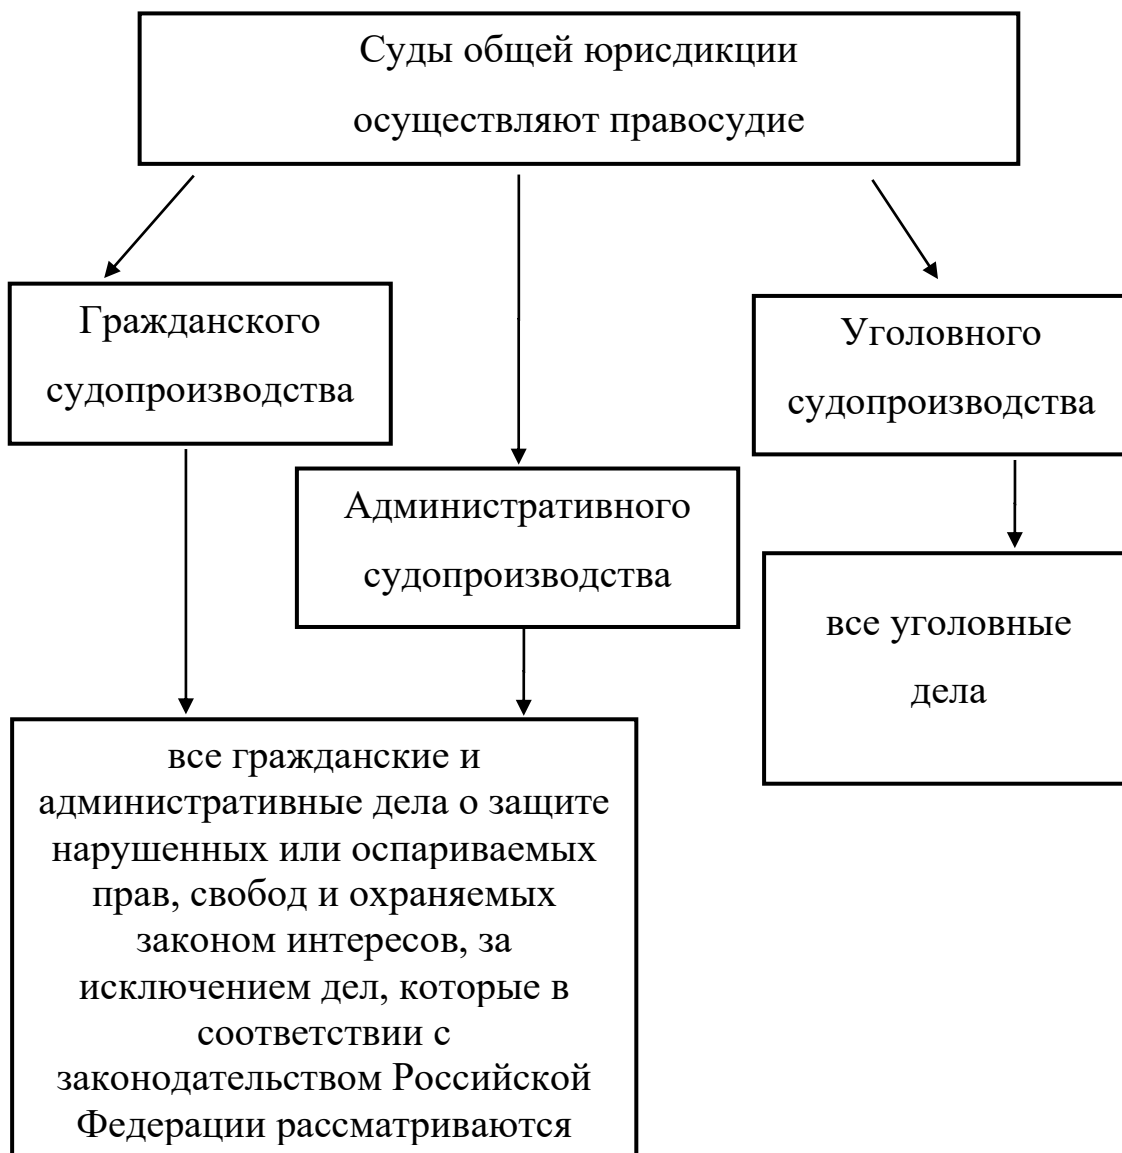 Суды общей юрисдикции
осуществляют правосудие
Гражданского
судопроизводства
Уголовного
судопроизводства
Административного
судопроизводства
все уголовные
дела
все гражданские и
административные дела о защите
нарушенных или оспариваемых
прав, свобод и охраняемых
законом интересов, за
исключением дел, которые в
соответствии с
законодательством Российской
Федерации рассматриваются